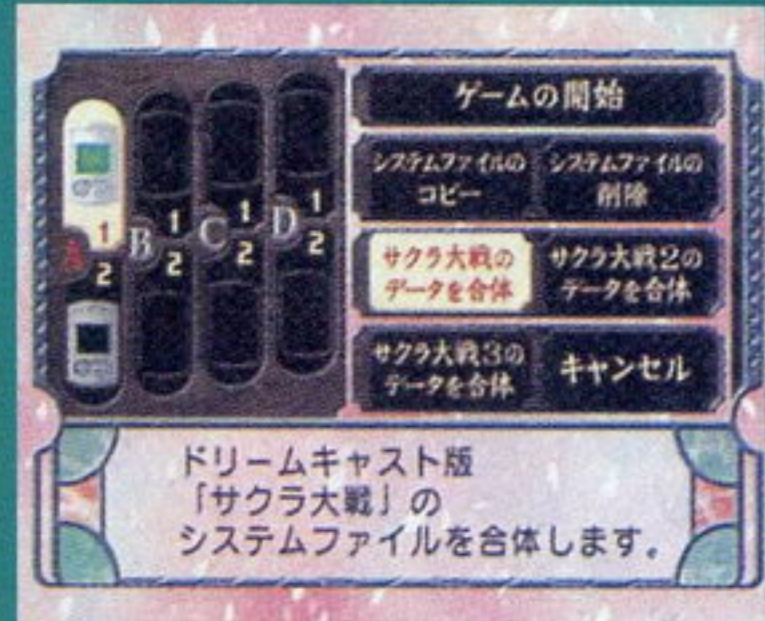 ゲームの開始
システムファイルの
コピー
システムファイルの
削除
サクラ大戦の
データを合体
サクラ大戦2の
データを合体
サクラ大戦3の
データを合体
キャンセル
A
1
2
B
1
2
C
1
2
D
1
2
ドリームキャスト版
「サクラ大戦」の
システムファイルを合体します。